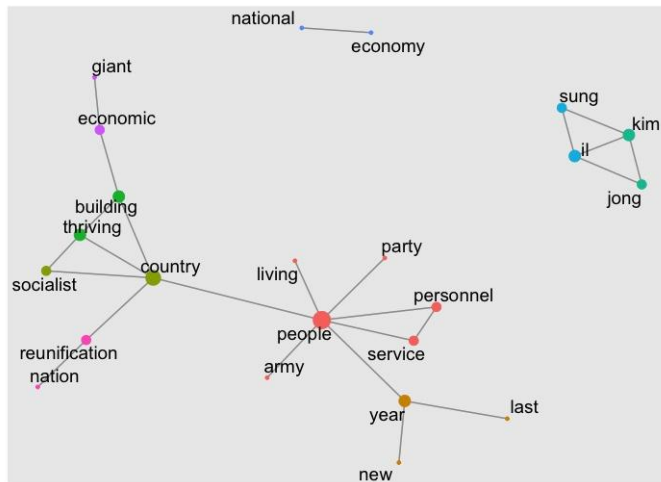 national
economy
giant
economic
sung
kim
il
jong
building
thriving
country
socialist
living
party
personnel
people
service
reunification
nation
army
year
last
new